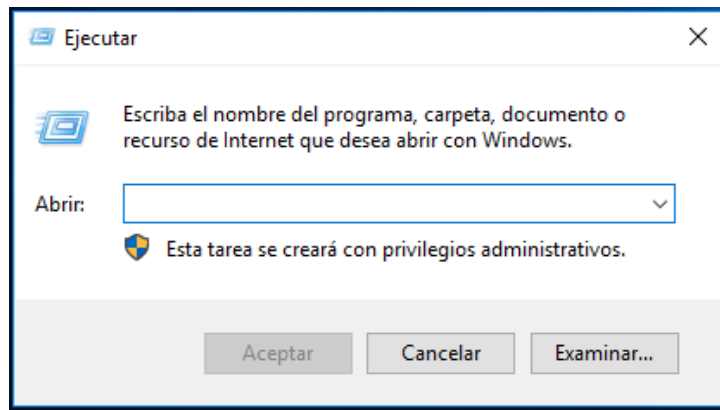 Ejecutar
Escriba el nombre del programa, carpeta, documento o
recurso de Internet que desea abrir con Windows.
Abrir:
Esta tarea se creará con privilegios administrativos.
Aceptar Cancelar Examinar...